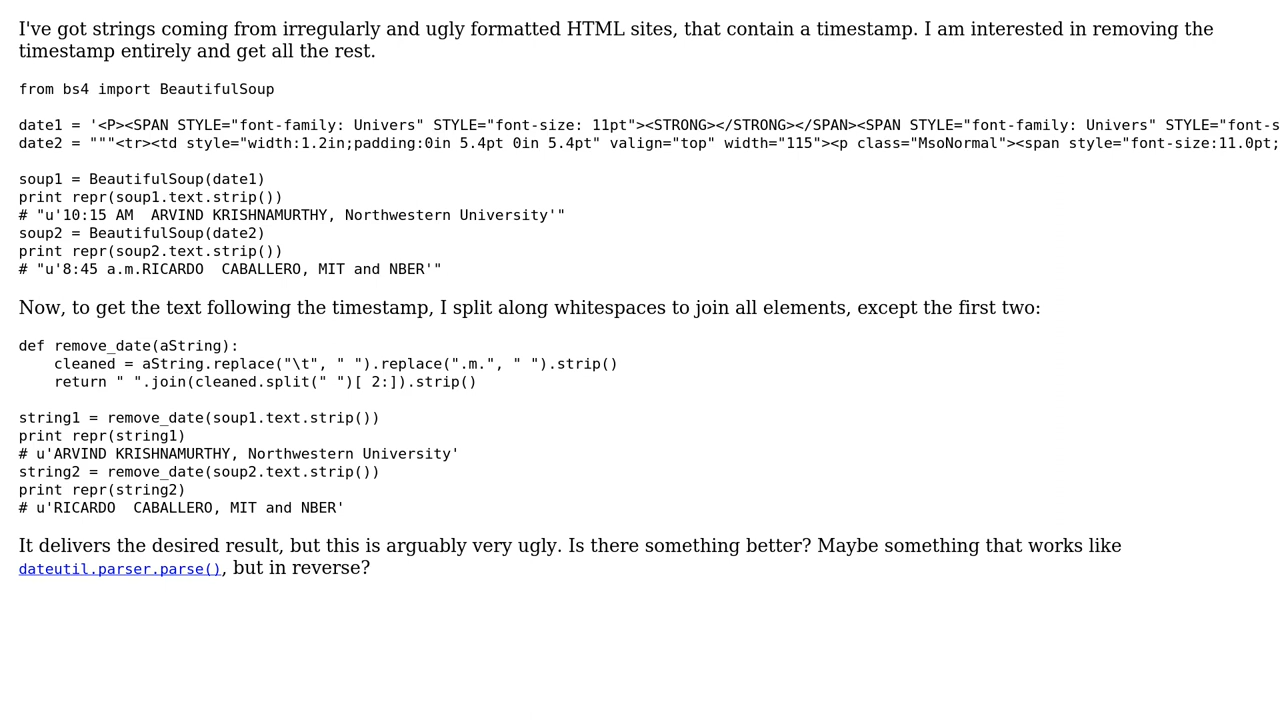 I've got strings coming from irregularly and ugly formatted HTML sites, that contain a timestamp. I am interested in removing the
timestamp entirely and get all the rest.
from bs4 import BeautifulSoup
date1 = '<P><SPAN STYLE="font-family: Univers" STYLE="font-size: 11pt"><STRONG></STRONG></SPAN><SPAN STYLE="font-family: Univers" STYLE="font-s
date2 = """<tr><td style="width:1.2in;padding:0in 5.4pt 0in 5.4pt" valign="top" width="115"><p class="MsoNormal"><span style="font-size:11.0pt;
soup1 = BeautifulSoup(date1)
print repr(soup1.text.strip())
# "u'10:15 AM  ARVIND KRISHNAMURTHY, Northwestern University'"
soup2 = BeautifulSoup(date2)
print repr(soup2.text.strip())
# "u'8:45 a.m.RICARDO  CABALLERO, MIT and NBER'"
Now, to get the text following the timestamp, I split along whitespaces to join all elements, except the first two:
def remove_date(aString):
    cleaned = aString.replace("\t", " ").replace(".m.", " ").strip()
    return " ".join(cleaned.split(" ")[ 2:]).strip()
string1 = remove_date(soup1.text.strip())
print repr(string1)
# u'ARVIND KRISHNAMURTHY, Northwestern University'
string2 = remove_date(soup2.text.strip())
print repr(string2)
# u'RICARDO  CABALLERO, MIT and NBER'
It delivers the desired result, but this is arguably very ugly. Is there something better? Maybe something that works like
dateutil.parser.parse(), but in reverse?